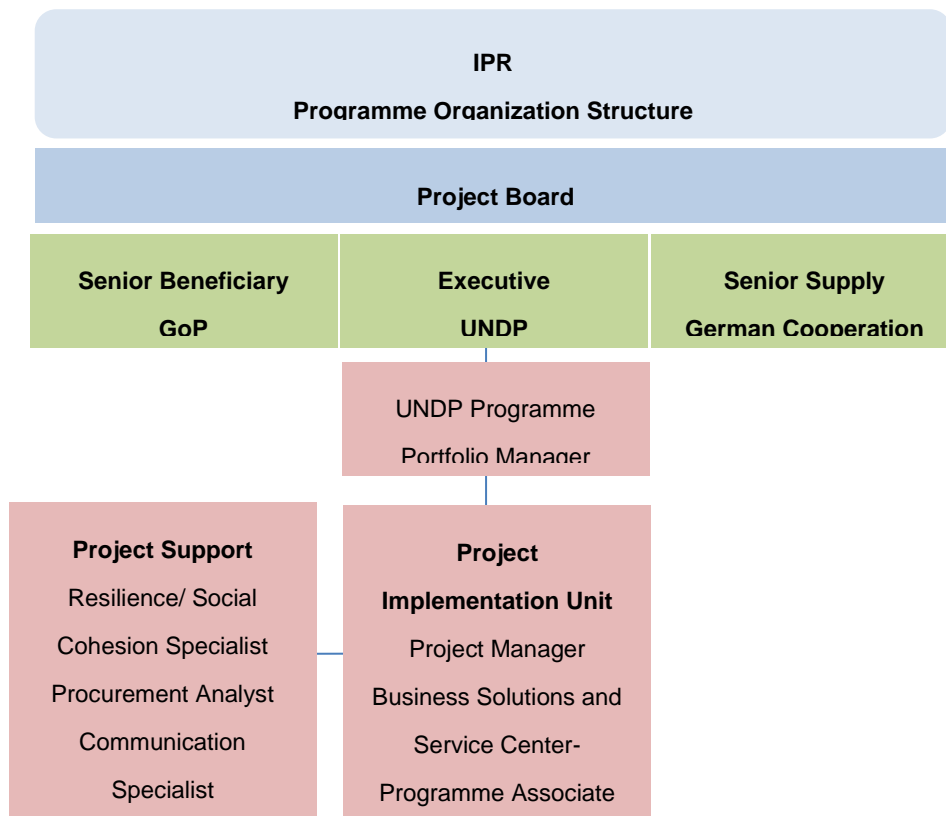 IPR
Programme Organization Structure
Project Board
Senior Beneficiary
GoP
Executive
UNDP
Senior Supply
German Cooperation
UNDP Programme
Portfolio Manager
Project Support
Resilience/ Social
Cohesion Specialist
Procurement Analyst
Communication
Specialist
Project
Implementation Unit
Project Manager
Business Solutions and
Service Center-
Programme Associate